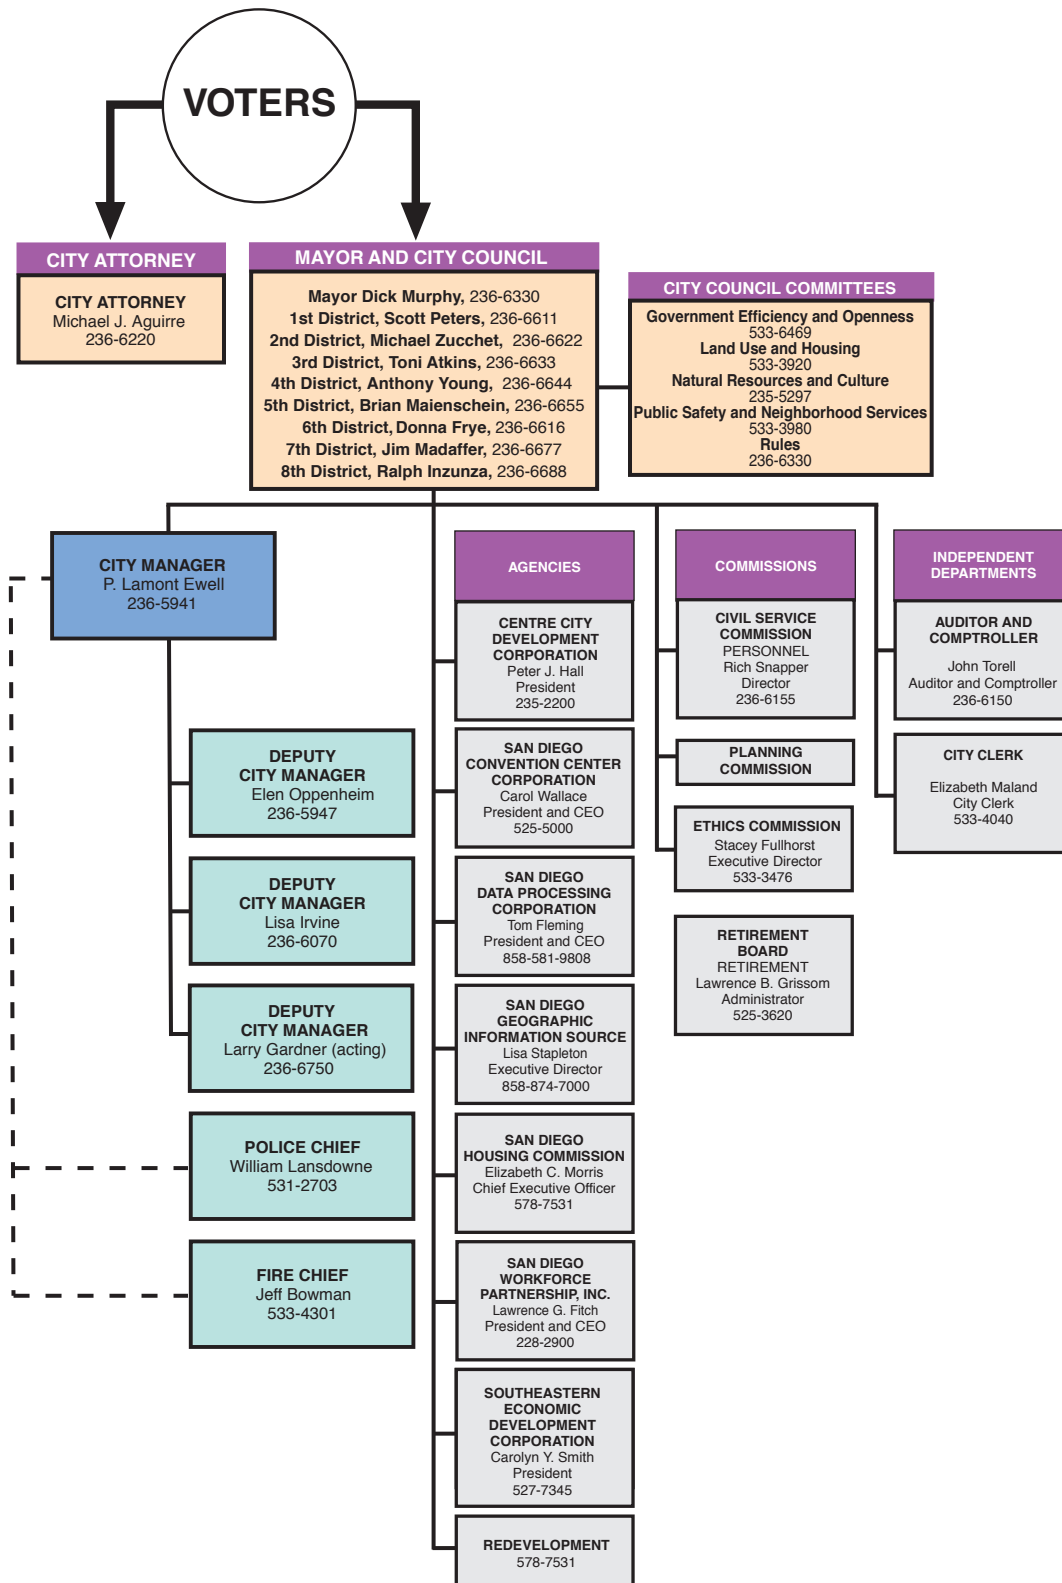 VOTERS
CITY ATTORNEY
CITY ATTORNEY
Michael J. Aguirre
236-6220
MAYOR AND CITY COUNCIL
Mayor Dick Murphy, 236-6330
1st District, Scott Peters, 236-6611
2nd District, Michael Zucchet, 236-6622
3rd District, Toni Atkins, 236-6633
4th District, Anthony Young, 236-6644
5th District, Brian Maienschein, 236-6655
6th District, Donna Frye, 236-6616
7th District, Jim Madaffer, 236-6677
8th District, Ralph Inzunza, 236-6688
CITY COUNCIL COMMITTEES
Government Efficiency and Openness
533-6469
Land Use and Housing
533-3920
Natural Resources and Culture
235-5297
Public Safety and Neighborhood Services
533-3980
Rules
236-6330
CITY MANAGER
P. Lamont Ewell
236-5941
DEPUTY
CITY MANAGER
Elen Oppenheim
236-5947
DEPUTY
CITY MANAGER
Lisa Irvine
236-6070
DEPUTY
CITY MANAGER
Larry Gardner (acting)
236-6750
POLICE CHIEF
William Lansdowne
531-2703
FIRE CHIEF
Jeff Bowman
533-4301
AGENCIES
CENTRE CITY
DEVELOPMENT
CORPORATION
Peter J. Hall
President
235-2200
SAN DIEGO
CONVENTION CENTER
CORPORATION
Carol Wallace
President and CEO
525-5000
SAN DIEGO
DATA PROCESSING
CORPORATION
Tom Fleming
President and CEO
858-581-9808
SAN DIEGO
GEOGRAPHIC
INFORMATION SOURCE
Lisa Stapleton
Executive Director
858-874-7000
SAN DIEGO
HOUSING COMMISSION
Elizabeth C. Morris
Chief Executive Officer
578-7531
SAN DIEGO
WORKFORCE
PARTNERSHIP, INC.
Lawrence G. Fitch
President and CEO
228-2900
SOUTHEASTERN
ECONOMIC
DEVELOPMENT
CORPORATION
Carolyn Y. Smith
President
527-7345
REDEVELOPMENT
578-7531
COMMISSIONS
CIVIL SERVICE
COMMISSION
PERSONNEL
Rich Snapper
Director
236-6155
PLANNING
COMMISSION
ETHICS COMMISSION
Stacey Fullhorst
Executive Director
533-3476
RETIREMENT
BOARD
RETIREMENT
Lawrence B. Grissom
Administrator
525-3620
INDEPENDENT
DEPARTMENTS
AUDITOR AND
COMPTROLLER
John Torell
Auditor and Comptroller
236-6150
CITY CLERK
Elizabeth Maland
City Clerk
533-4040